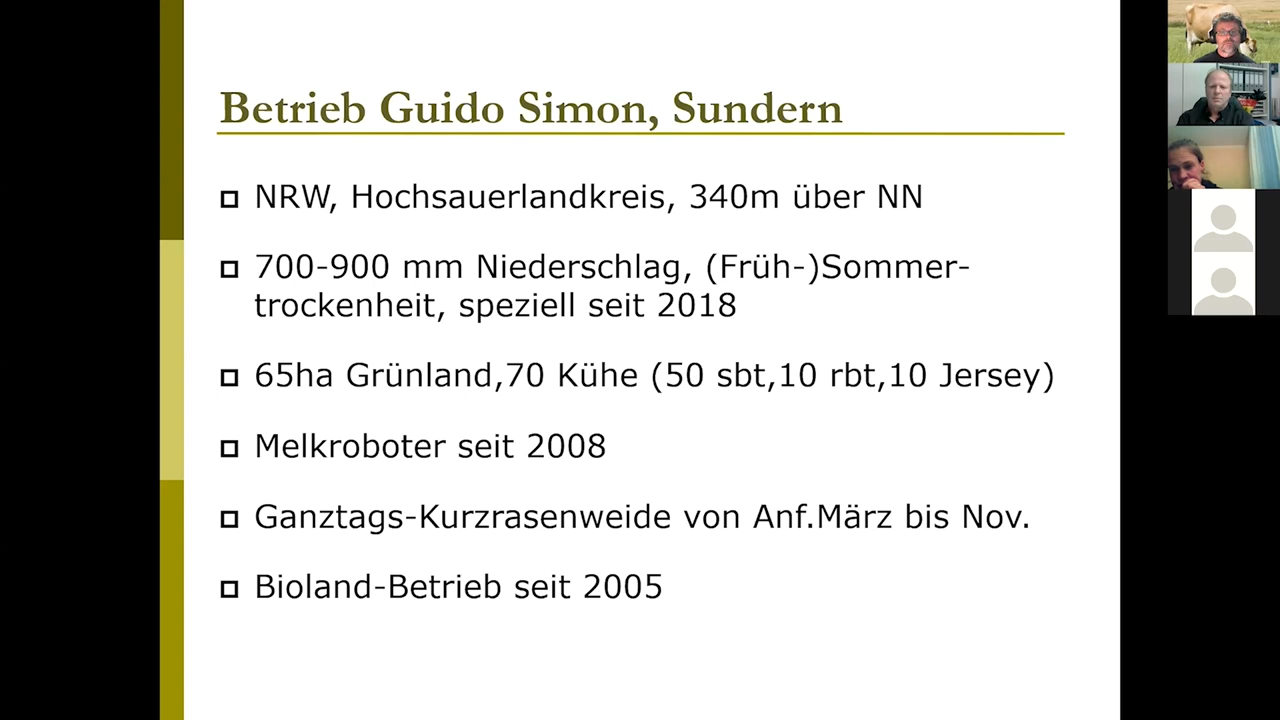 Betrieb Guido Simon, Sundern
NRW, Hochsauerlandkreis, 340m über NN
700-900 mm Niederschlag, (Früh-)Sommer-
trockenheit, speziell seit 2018
65ha Grünland,70 Kühe (50 sbt,10 rbt,10 Jersey)
Melkroboter seit 2008
Ganztags-Kurzrasenweide von Anf.März bis Nov.
Bioland-Betrieb seit 2005